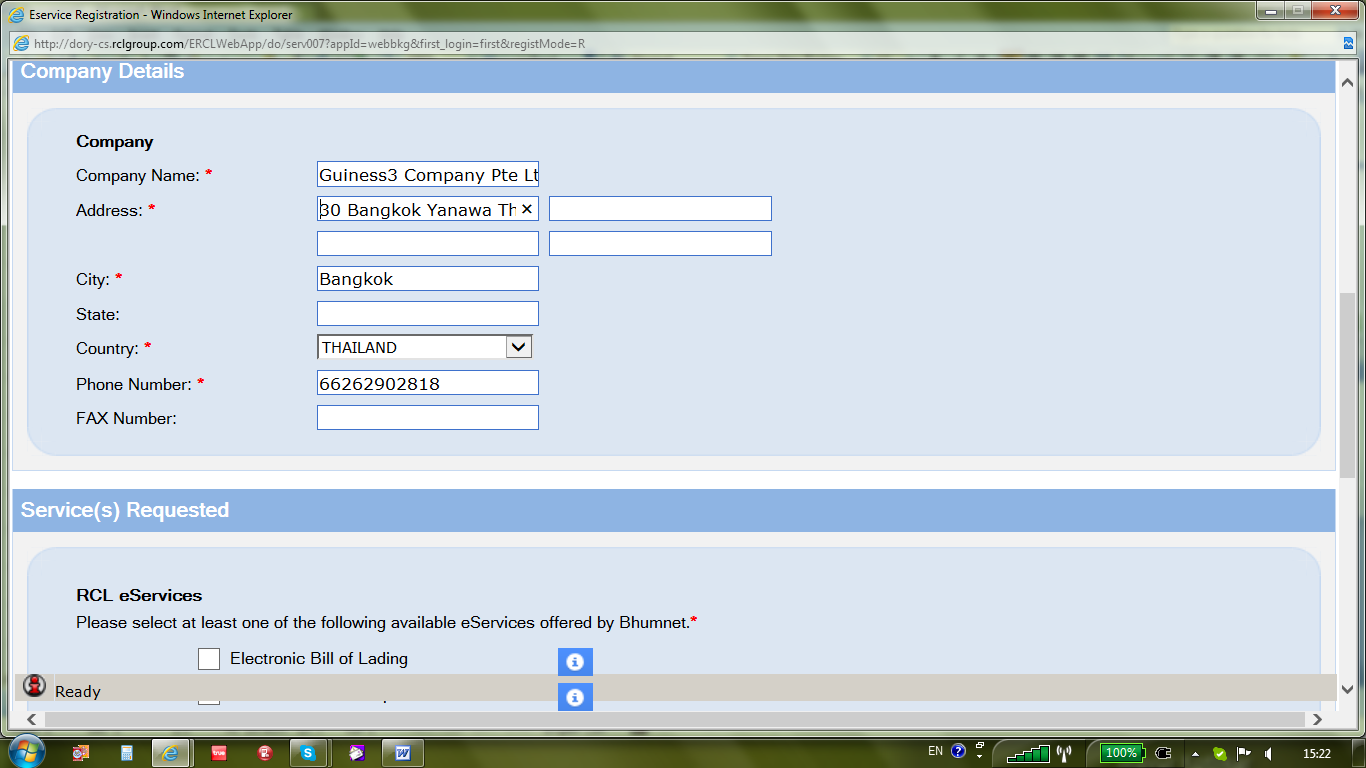 Eservice Registration - Windows Internet Explorer
http://dory-cs.rclgroup.com/ERCLWebApp/do/serv007?appId=webbkg&first_login=first&registMode=R
Company Details
Company
Company Name: * Guiness3 Company Pte Lt
Address: * 30 Bangkok Yanawa Th
City: * Bangkok
State:
Country: * THAILAND
Phone Number: * 66262902818
FAX Number:
Service(s) Requested
RCL eServices
Please select at least one of the following available eServices offered by Bhumnet.*
Electronic Bill of Lading
Ready
EN 100% 15:22